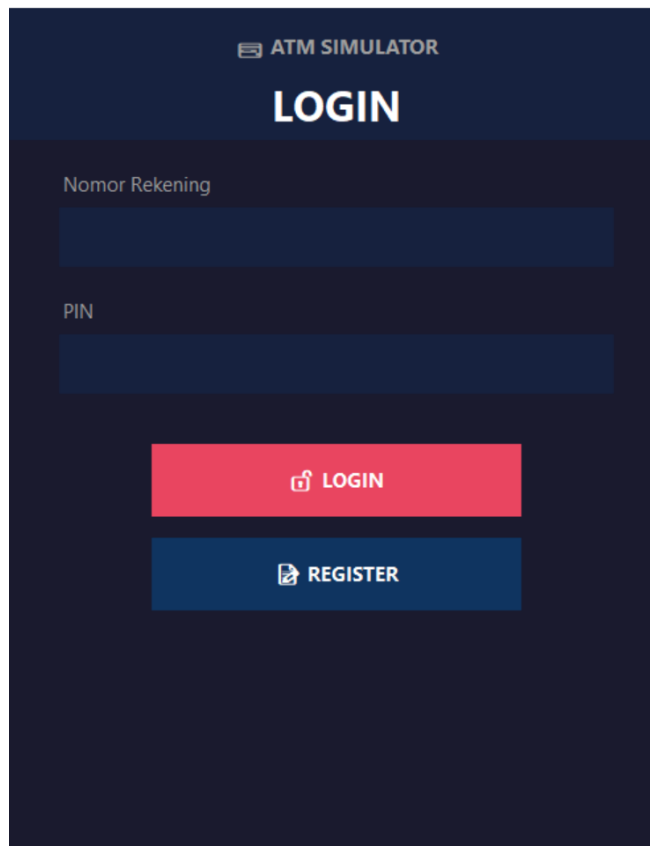 ATM SIMULATOR
LOGIN
Nomor Rekening
PIN
LOGIN
REGISTER